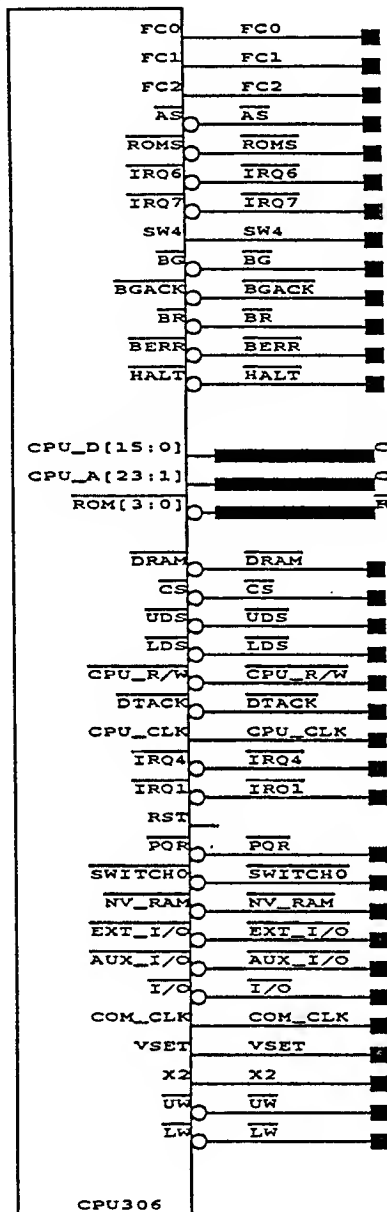 FC0 FC0
FC1 FC1
FC2 FC2
AS AS
ROMS ROMS
IRQ6 IRQ6
IRQ7 IRQ7
SW4 SW4
BG BG
BGACK BGACK
BR BR
BERR BERR
HALT HALT
CPU_D[15:0] C
CPU_A[23:1] C
ROM[3:0] R
DRAM DRAM
CS CS
UDS UDS
LDS LDS
CPU_R/W CPU_R/W
DTACK DTACK
CPU_CLK CPU_CLK
IRQ4 IRQ4
IRQ1 IRQ1
RST
PQR PQR
SWITCH0 SWITCH0
NV_RAM NV_RAM
EXT_I/O EXT_I/O
AUX_I/O AUX_I/O
I/O I/O
COM_CLK COM_CLK
VSET VSET
X2 X2
UW UW
LW LW
CPU306